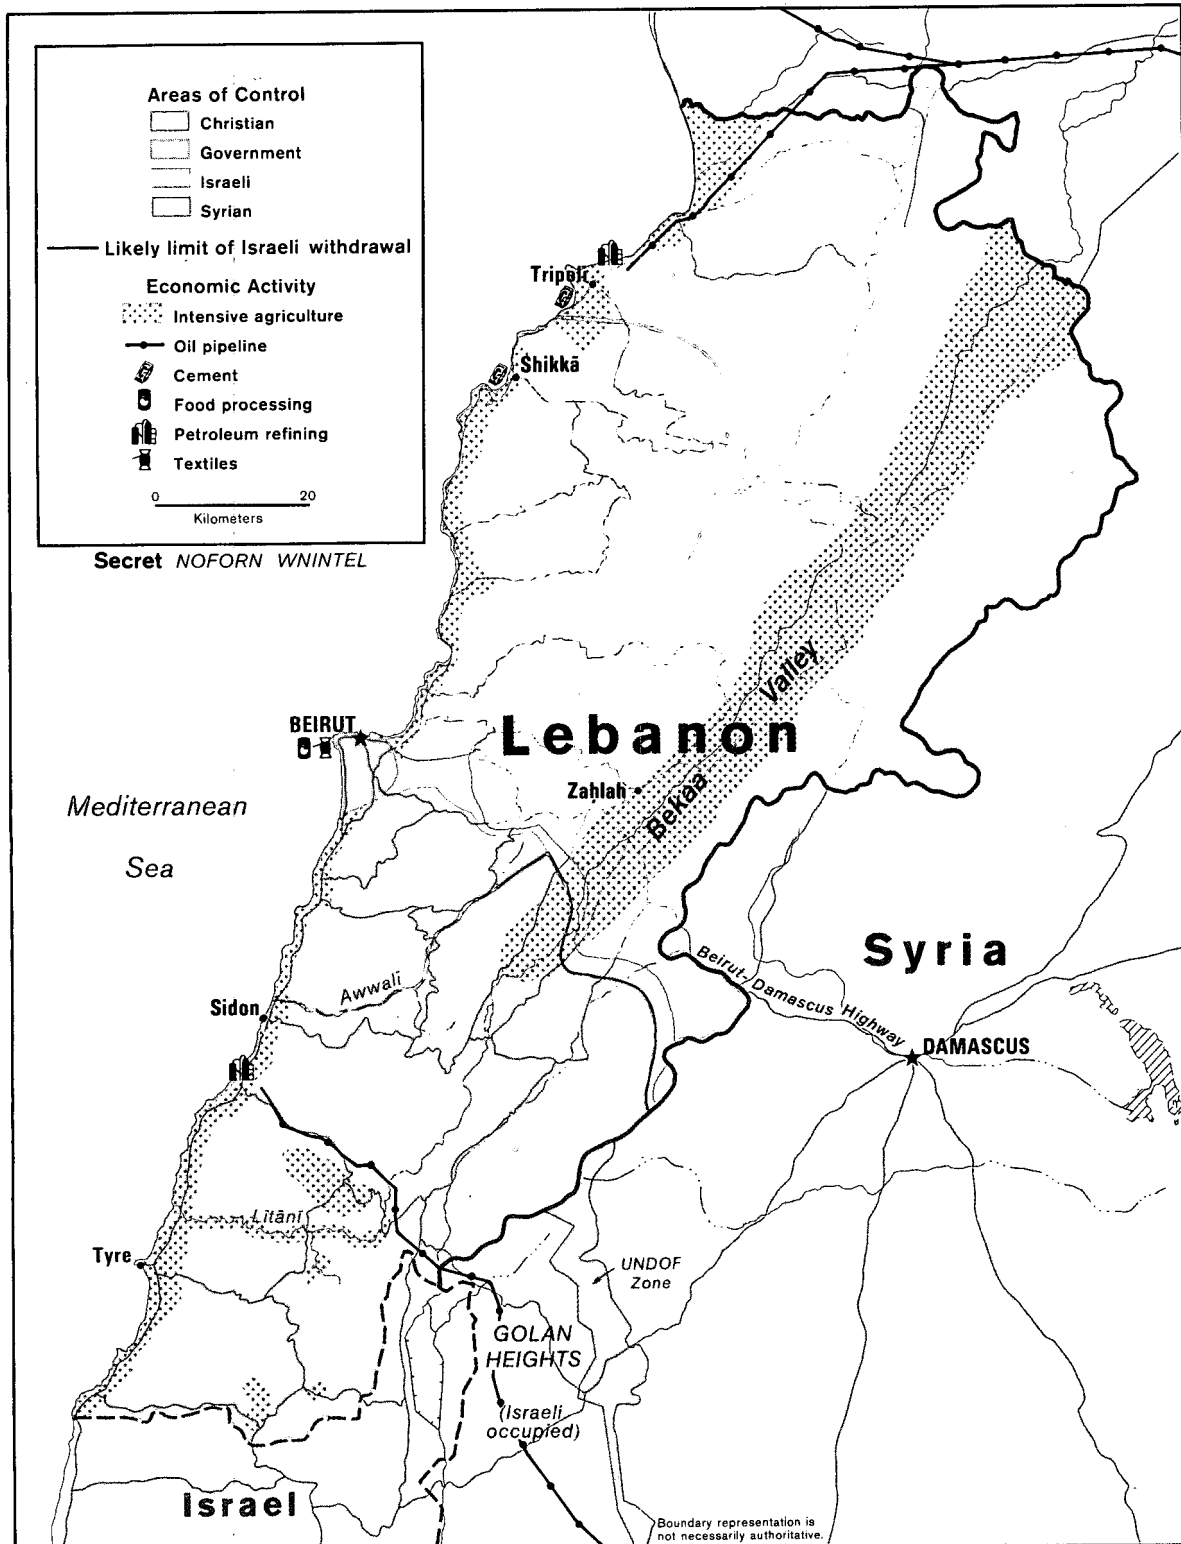 Areas of Control
Christian
Government
Israeli
Syrian
Likely limit of Israeli withdrawal
Economic Activity
Intensive agriculture
Oil pipeline
Cement
Food processing
Petroleum refining
Textiles
0 20
Kilometers
Secret NOFORN WNINTEL
Tripoli
Shikkā
BEIRUT
Lebanon
Valley
Bekaa
Zaḥlah
Mediterranean
Sea
Syria
Beirut-Damascus Highway
DAMASCUS
Awwalī
Sidon
Lītānī
Tyre
UNDOF
Zone
GOLAN
HEIGHTS
(Israeli
occupied)
Israel
Boundary representation is
not necessarily authoritative.